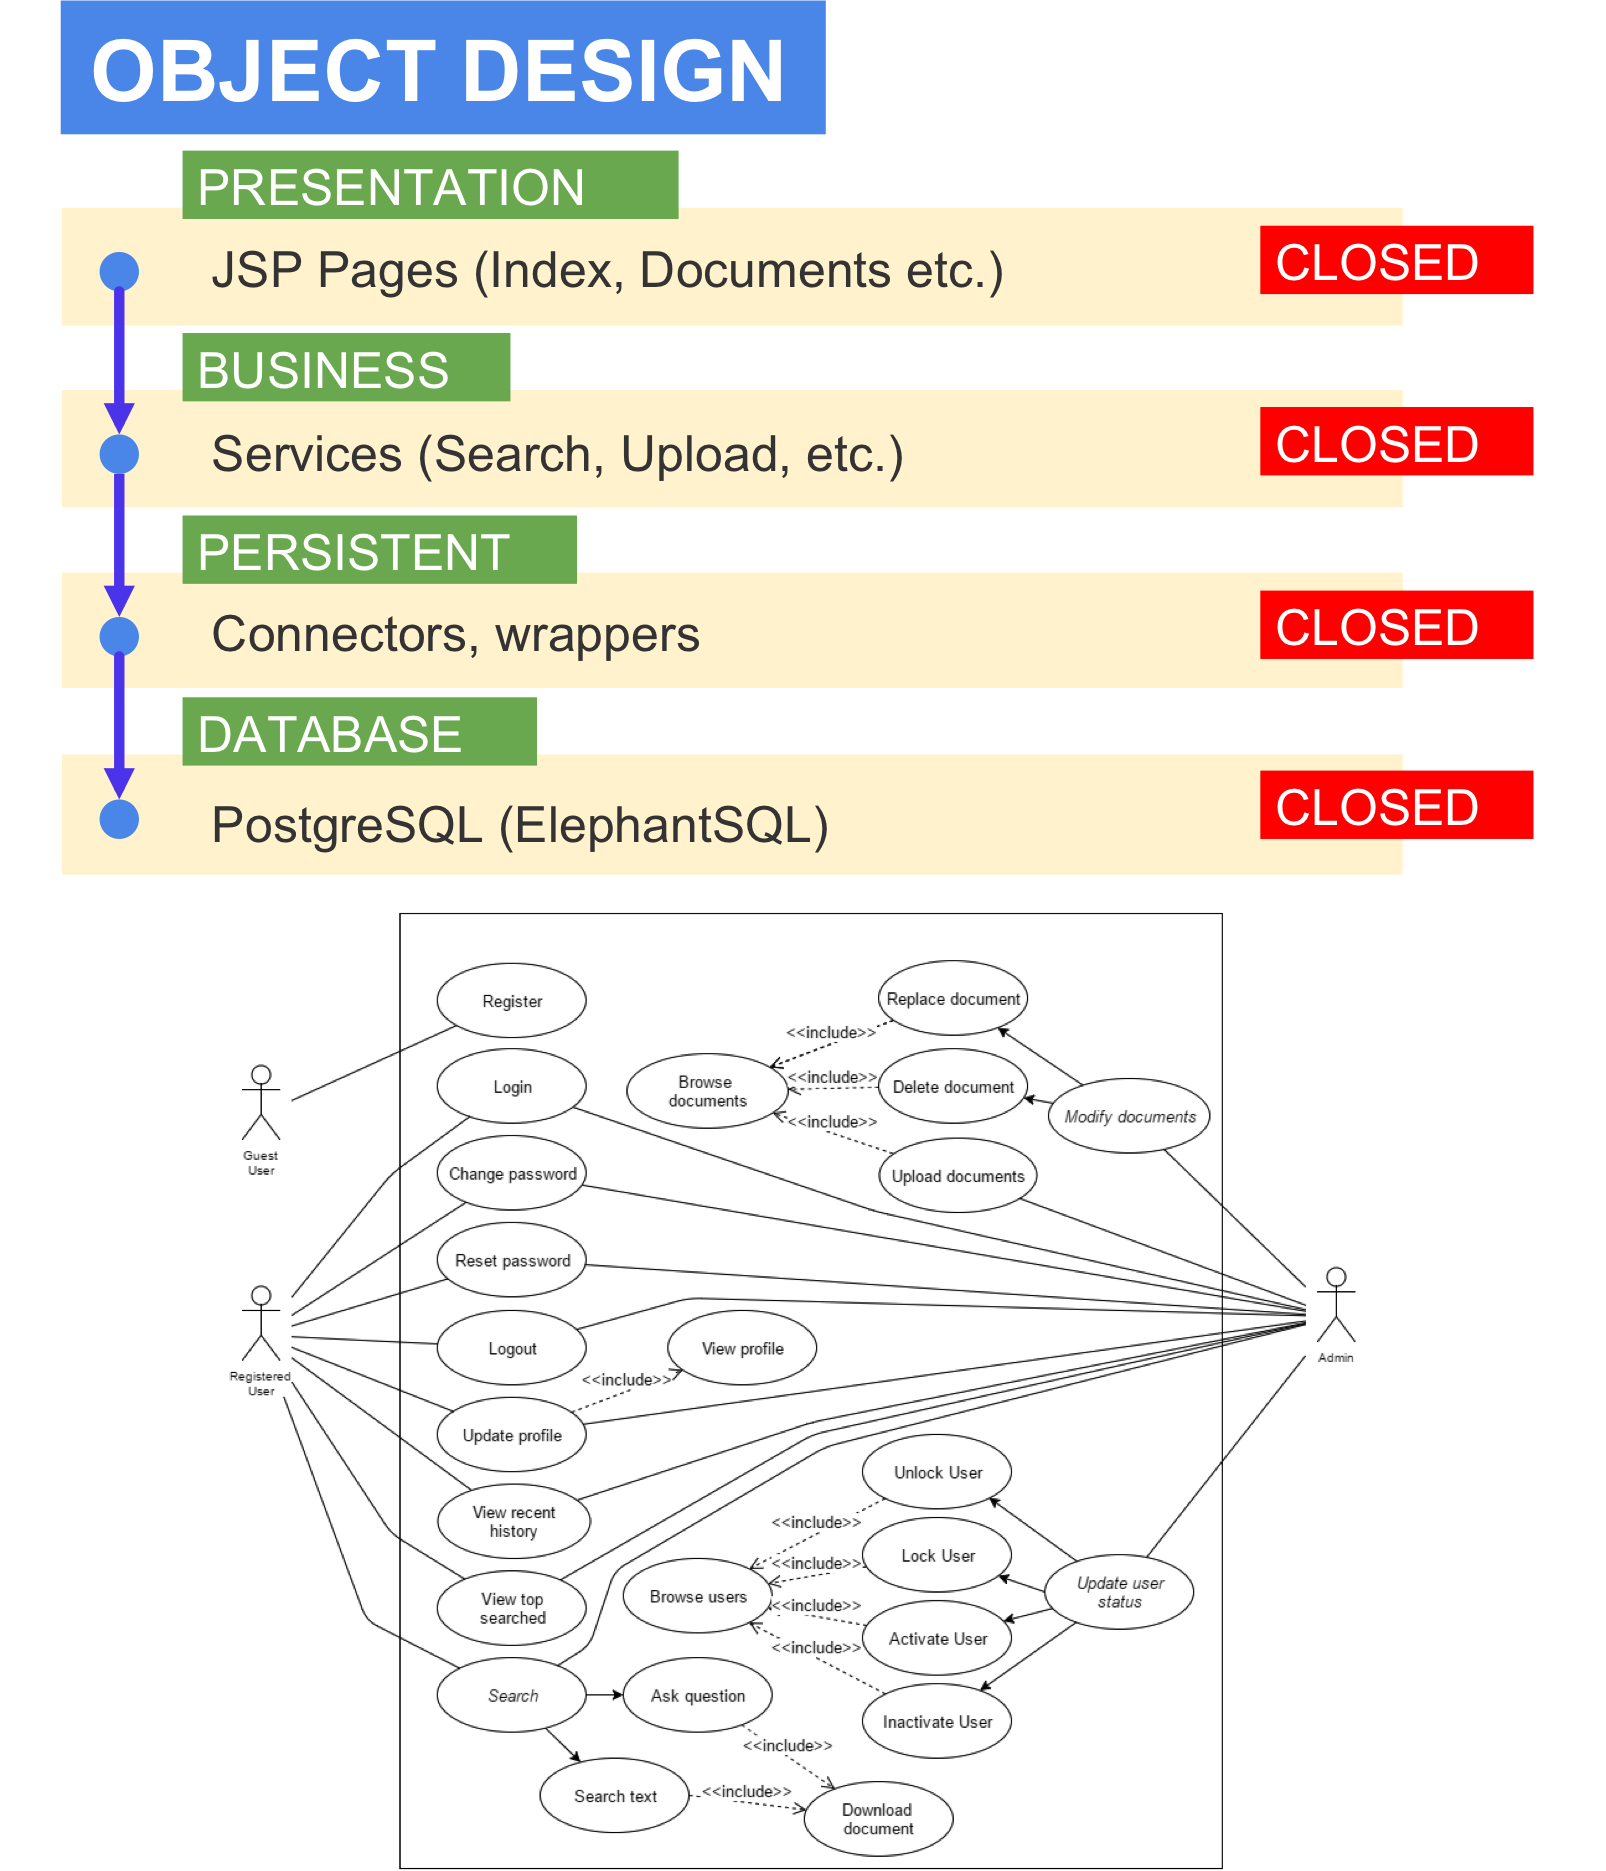 OBJECT DESIGN
PRESENTATION
JSP Pages (Index, Documents etc.)
CLOSED
BUSINESS
Services (Search, Upload, etc.)
CLOSED
PERSISTENT
Connectors, wrappers
CLOSED
DATABASE
PostgreSQL (ElephantSQL)
CLOSED
Register
Replace document
<<include>>
Login
Browse
documents
<<include>>
Delete document
Modify documents
<<include>>
Guest
User
Change password
Upload documents
Reset password
Logout
View profile
<<include>>
Registered
User
Admin
Update profile
Unlock User
View recent
history
<<include>>
Lock User
<<include>>
Browse users
Update user
status
View top
searched
<<include>>
Activate User
<<include>>
Search
Ask question
Inactivate User
<<include>>
Search text
<<include>>
Download
document